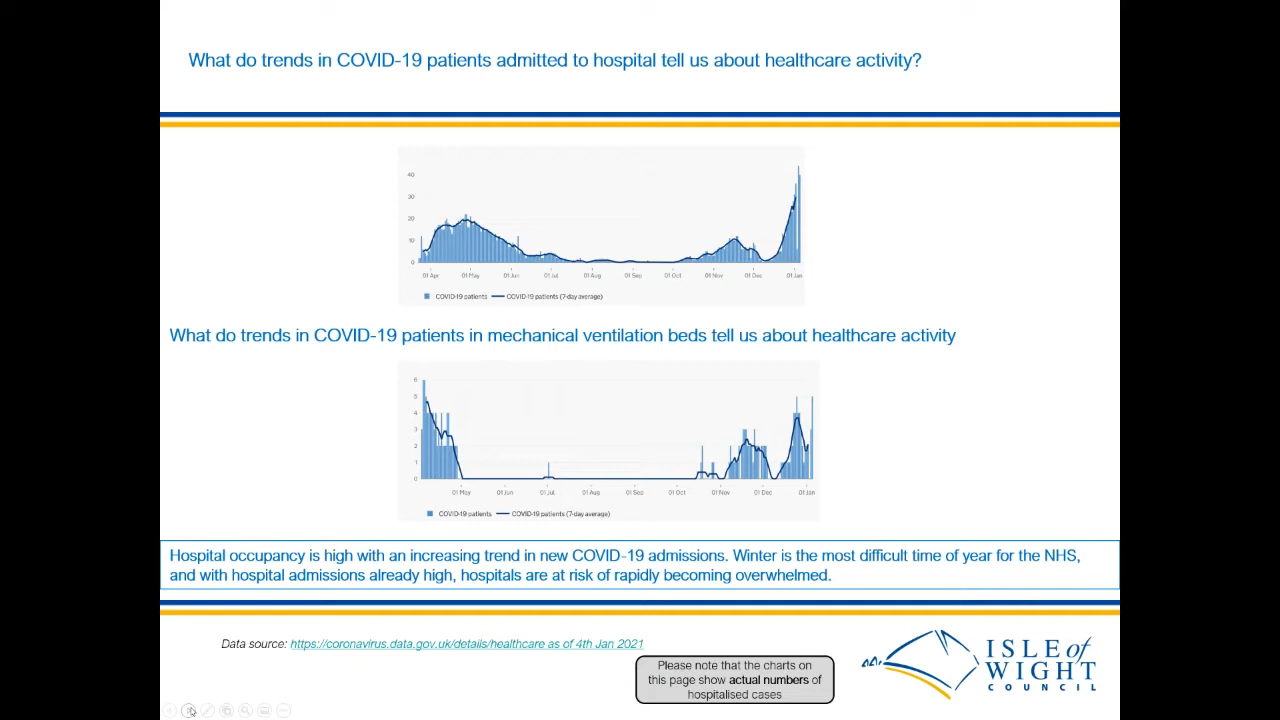 What do trends in COVID-19 patients admitted to hospital tell us about healthcare activity?
40
30
20
10
0
01 Apr 01 May 01 Jun 01 Jul 01 Aug 01 Sep 01 Oct 01 Nov 01 Dec 01 Jan
COVID-19 patients COVID-19 patients (7-day average)
What do trends in COVID-19 patients in mechanical ventilation beds tell us about healthcare activity
6
5
4
3
2
1
0
01 May 01 Jun 01 Jul 01 Aug 01 Sep 01 Oct 01 Nov 01 Dec 01 Jan
COVID-19 patients COVID-19 patients (7-day average)
Hospital occupancy is high with an increasing trend in new COVID-19 admissions. Winter is the most difficult time of year for the NHS,
and with hospital admissions already high, hospitals are at risk of rapidly becoming overwhelmed.
Data source: https://coronavirus.data.gov.uk/details/healthcare as of 4th Jan 2021
Please note that the charts on
this page show actual numbers of
hospitalised cases
ISLE of
WIGHT
COUNCIL